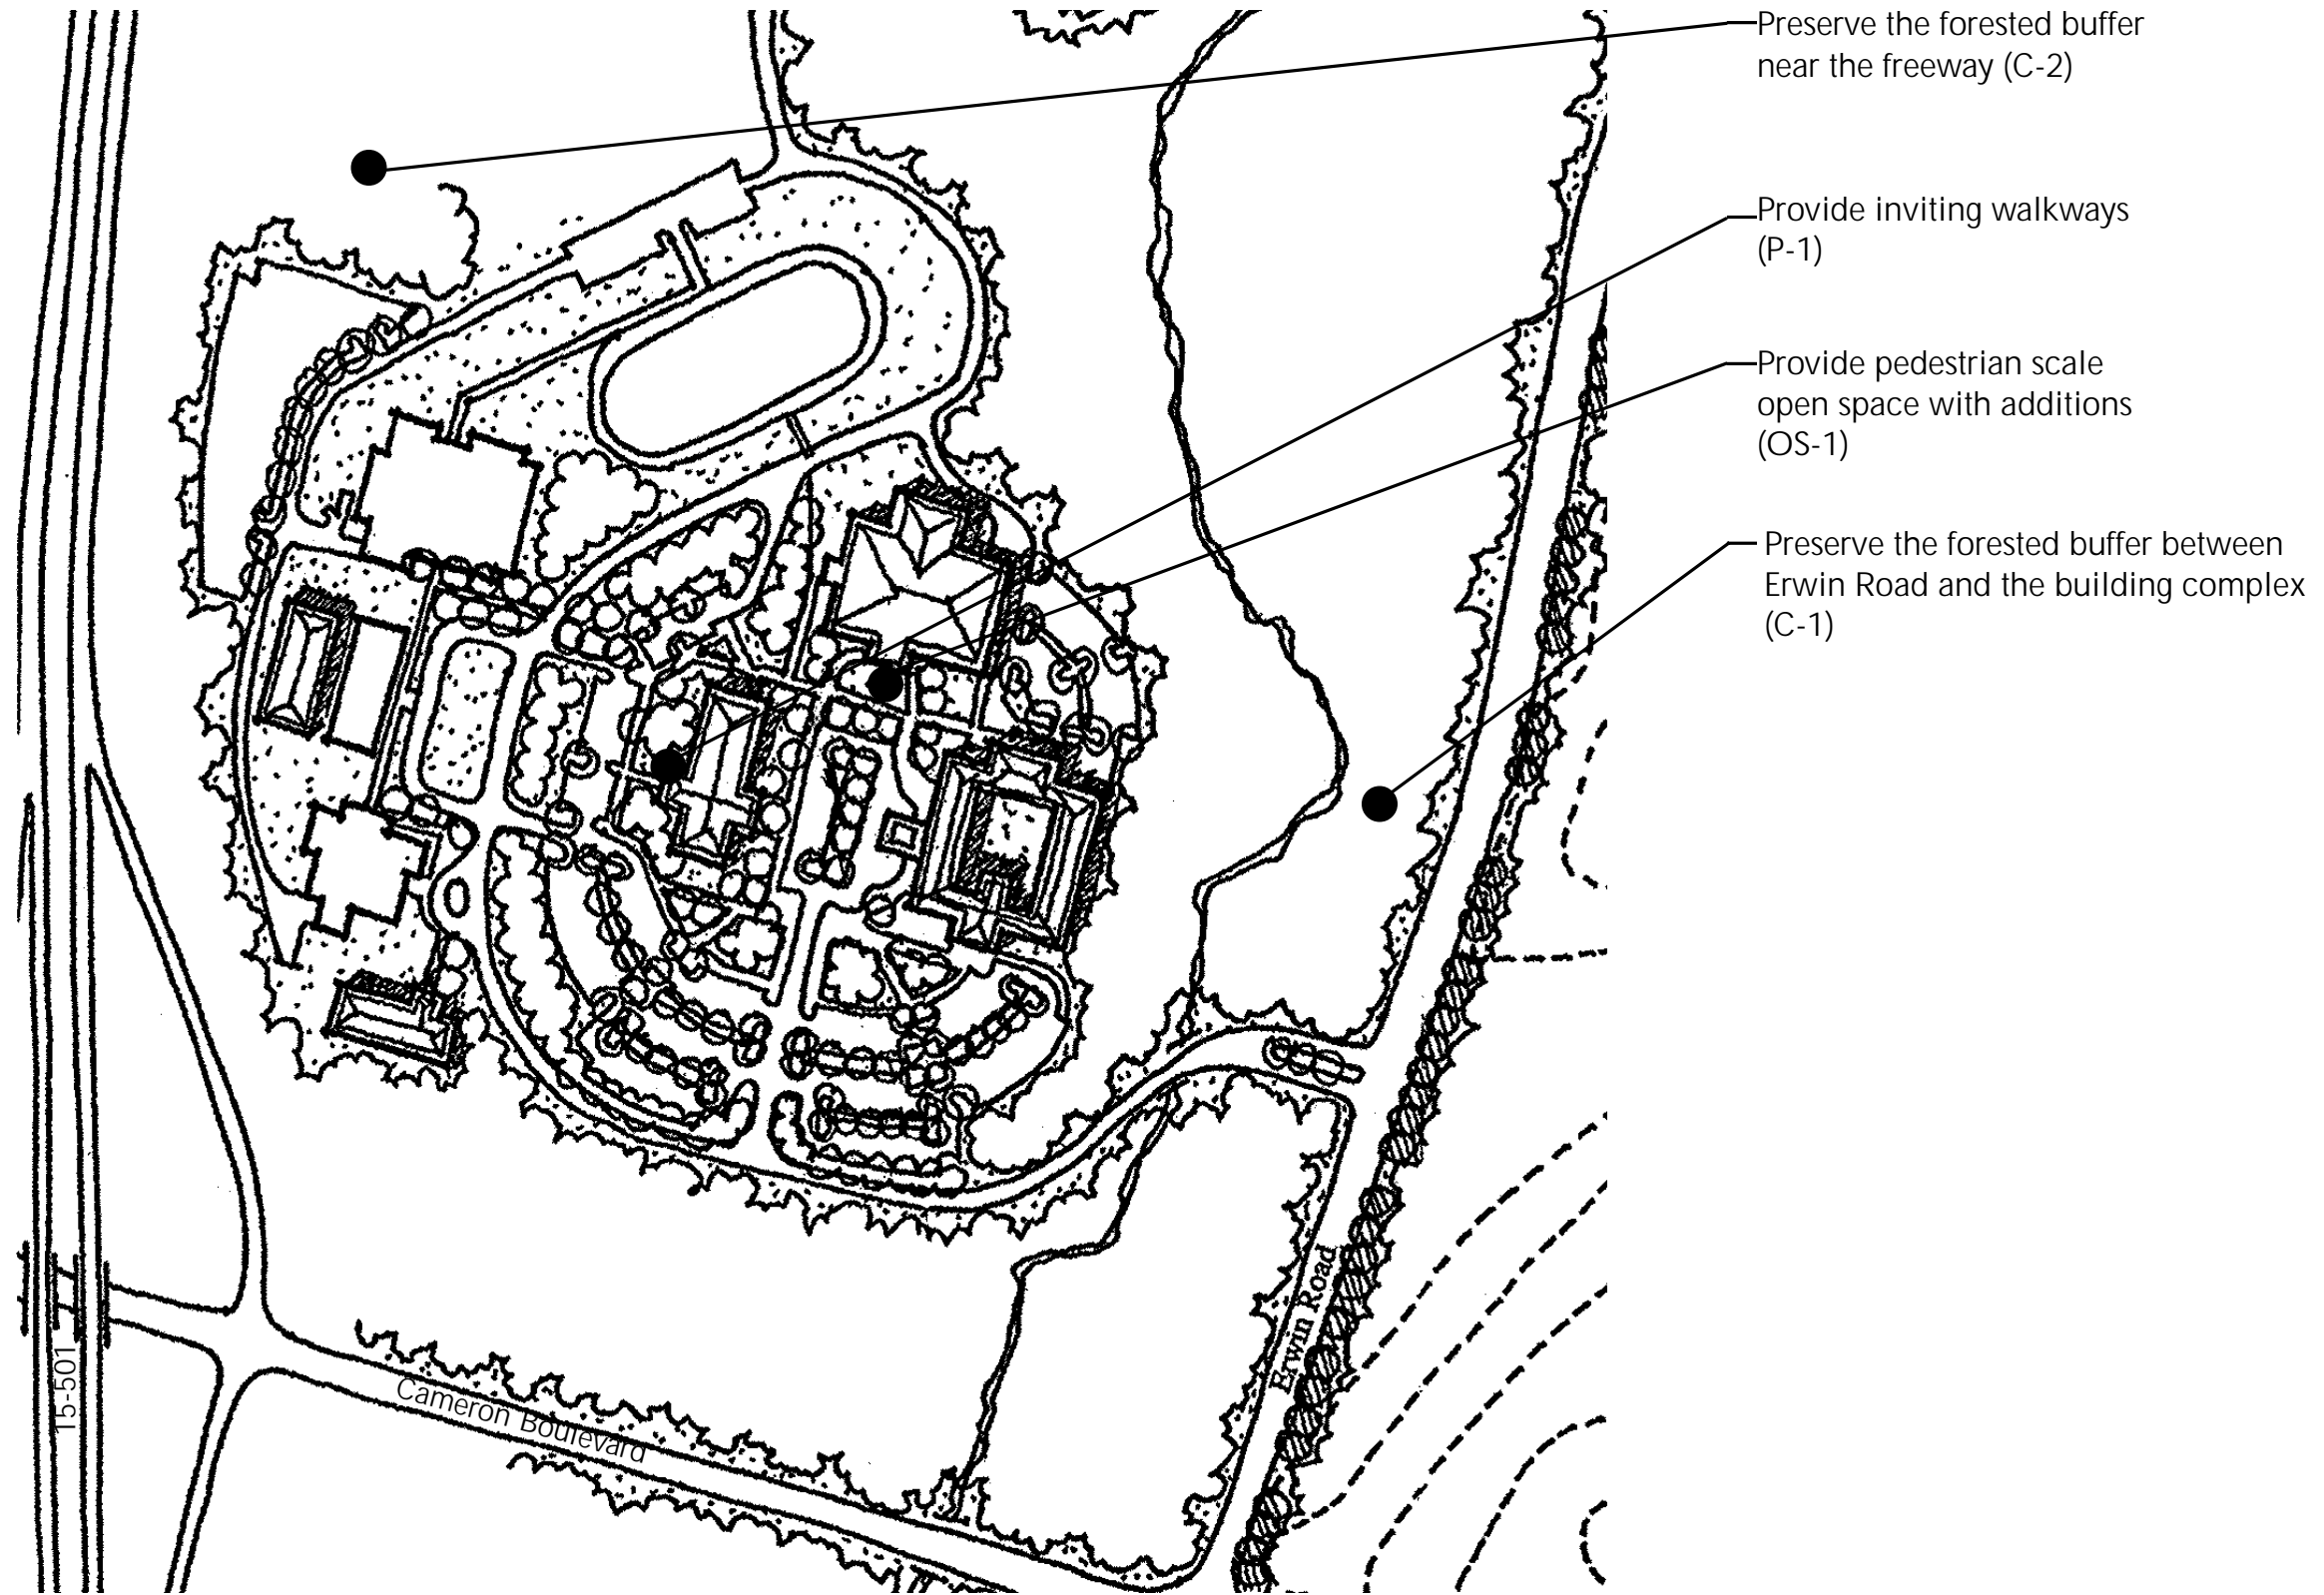 Preserve the forested buffer
near the freeway (C-2)
Provide inviting walkways
(P-1)
Provide pedestrian scale
open space with additions
(OS-1)
Preserve the forested buffer between
Erwin Road and the building complex
(C-1)
Erwin Road
15-501
Cameron Boulevard